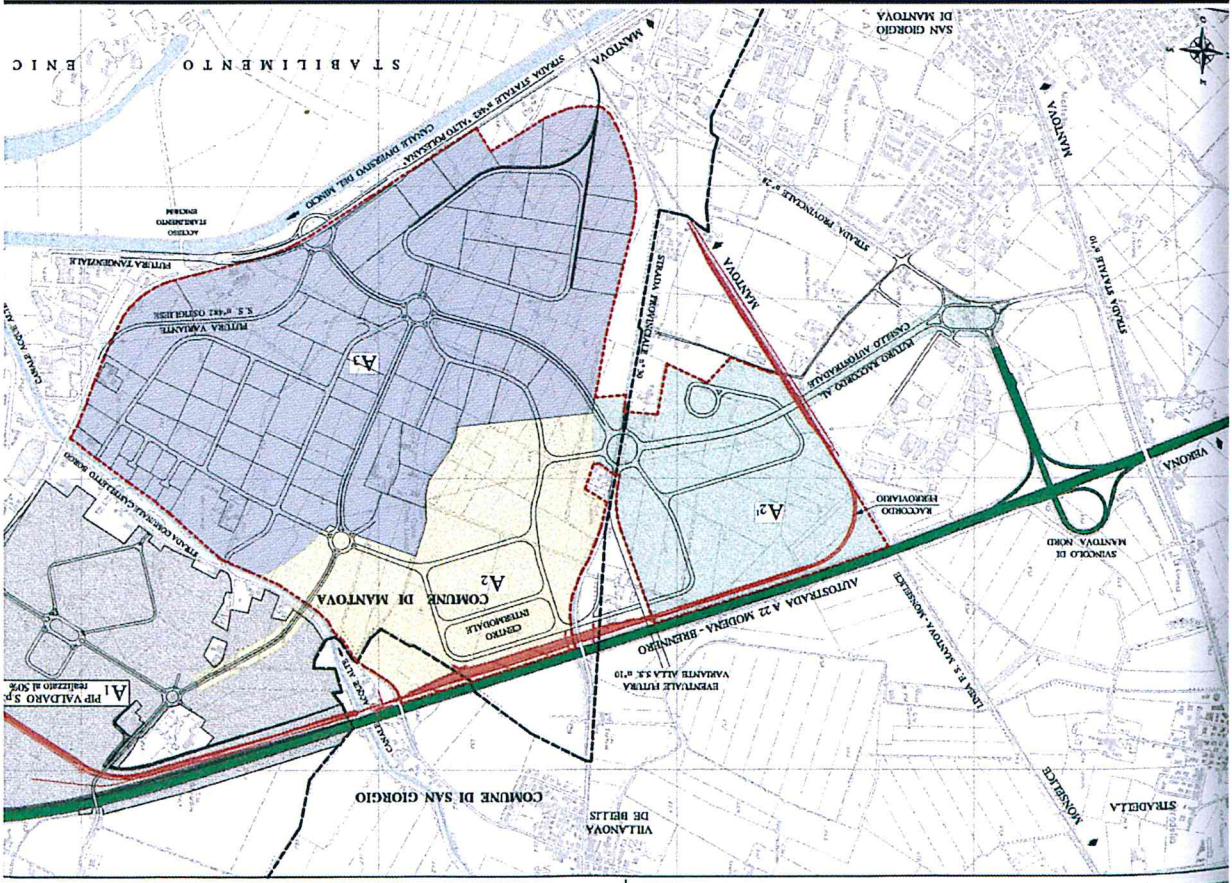 VILLANOVA
DE BELLIS
STRADELLA
MONSELICE
COMUNE DI SAN GIORGIO
CANALE ACQUE ALTE
PIP VALDARO S.p.
realizzato al 50%
A1
EVENTUALE FUTURA
VARIANTE ALLA S.S. n°10
LINEA F.S. MANTOVA-MONSELICE
AUTOSTRADA A 22 MODENA - BRENNERO
CENTRO
INTERMODALE
A2
COMUNE DI MANTOVA
SVINCOLO DI
MANTOVA NORD
RACCORDO
FERROVIARIO
A2'
VERONA
STRADA COMUNALE CASTELLETTO BORGO
FUTURO RACCORDO AL
CASELLO AUTOSTRADALE
A3
FUTURA VARIANTE
S.S. n°482 OSTIGLIESE
CANALE ACQUE ALTE
STRADA STATALE n°10
STRADA PROVINCIALE n°30
MANTOVA
FUTURA TANGENZIALE
ACCESSO
STABILIMENTO
ENICHEM
STRADA PROVINCIALE n°28
CANALE DIVERSIVO DEL MINCIO
STRADA STATALE n°482 "ALTO POLESANA"
MANTOVA
STABILIMENTO ENIC
MANTOVA
SAN GIORGIO
DI MANTOVA